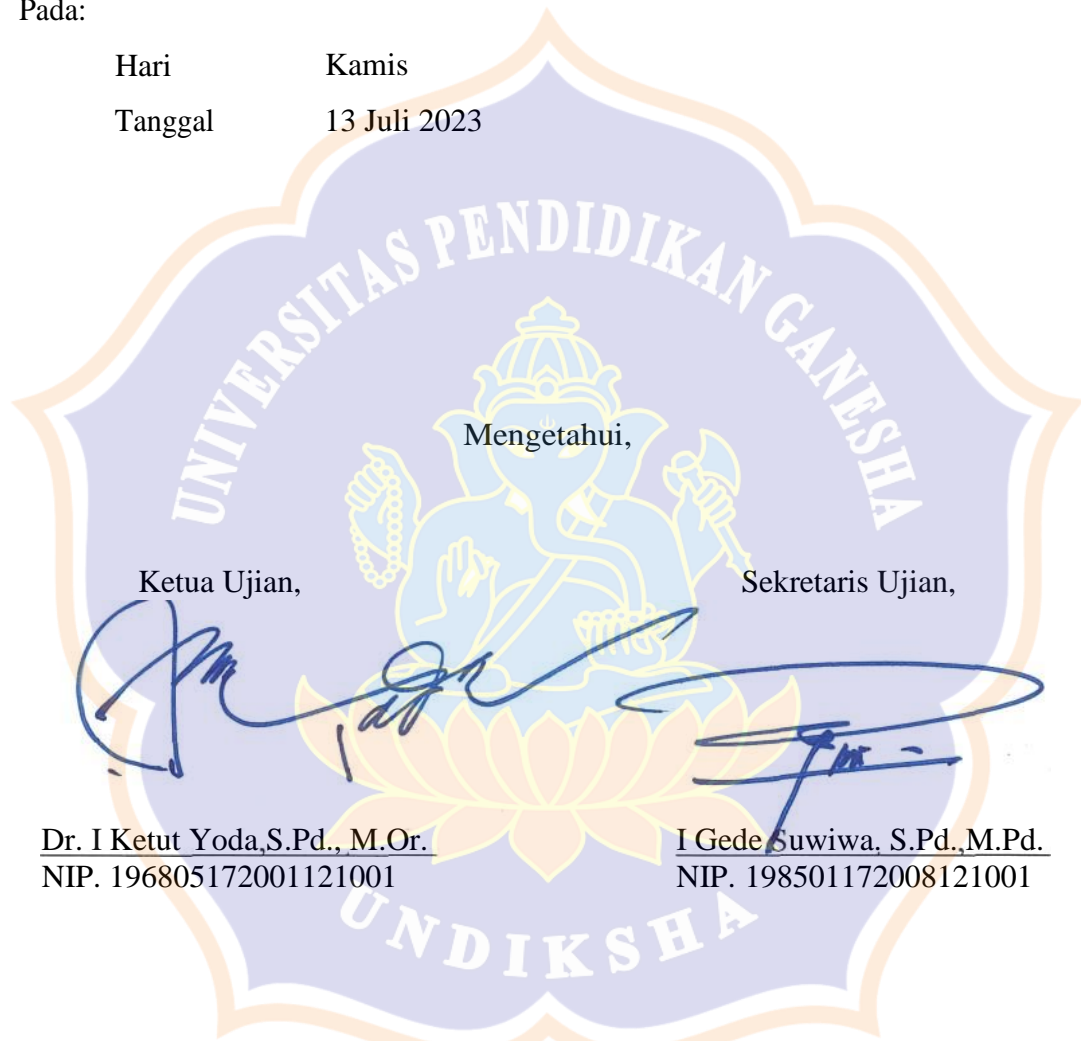 Pada:
Hari Kamis
Tanggal 13 Juli 2023
UNIVERSITAS PENDIDIKAN GANESHA
Mengetahui,
Ketua Ujian, Sekretaris Ujian,
Dr. I Ketut Yoda,S.Pd., M.Or. I Gede Suwiwa, S.Pd.,M.Pd.
NIP. 196805172001121001 NIP. 198501172008121001
UNDIKSHA